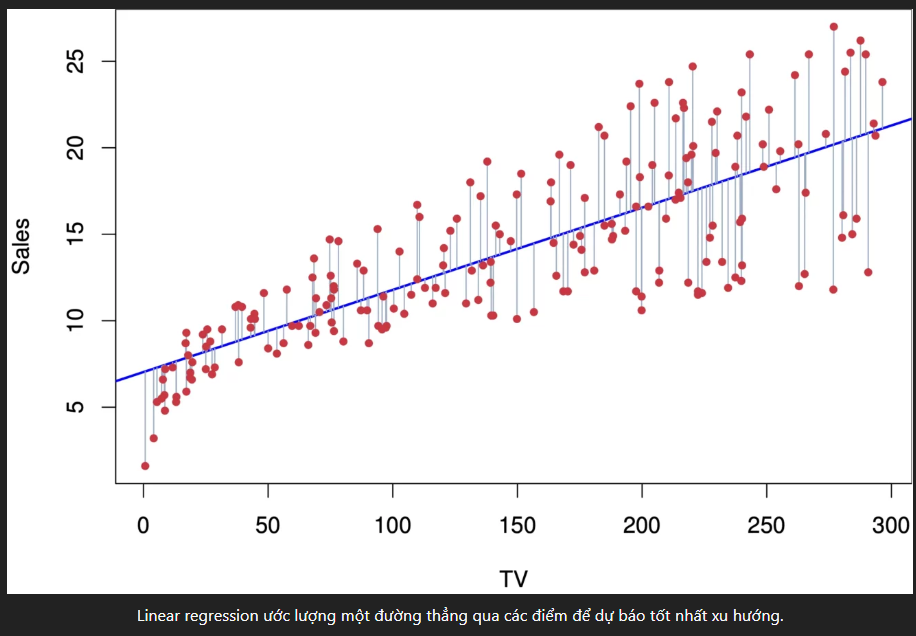 25
20
15
10
5
Sales
0 50 100 150 200 250 300
TV
Linear regression ước lượng một đường thẳng qua các điểm để dự báo tốt nhất xu hướng.